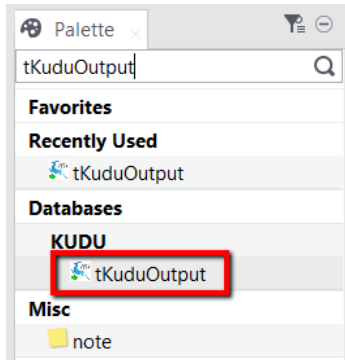 Palette
tKuduOutput
Favorites
Recently Used
tKuduOutput
Databases
KUDU
tKuduOutput
Misc
note